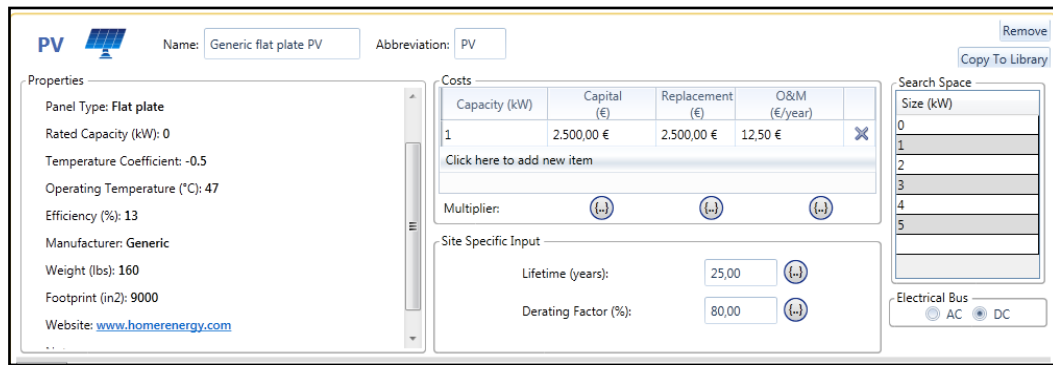 PV Name: Generic flat plate PV Abbreviation: PV
Remove
Copy To Library
Properties
Panel Type: Flat plate
Rated Capacity (kW): 0
Temperature Coefficient: -0.5
Operating Temperature (°C): 47
Efficiency (%): 13
Manufacturer: Generic
Weight (lbs): 160
Footprint (in2): 9000
Website: www.homerenergy.com
Costs
Capacity (kW) Capital (€) Replacement (€) O&M (€/year)
1 2.500,00 € 2.500,00 € 12,50 €
Click here to add new item
Multiplier: {..} {..} {..}
Site Specific Input
Lifetime (years): 25,00 {..}
Derating Factor (%): 80,00 {..}
Search Space
Size (kW)
0
1
2
3
4
5
Electrical Bus
AC DC